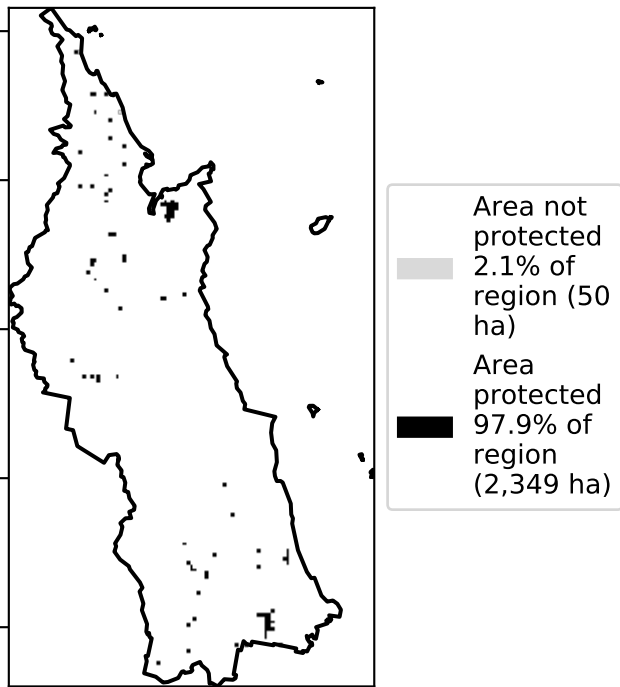 Area not
protected
2.1% of
region (50
ha)
Area
protected
97.9% of
region
(2,349 ha)